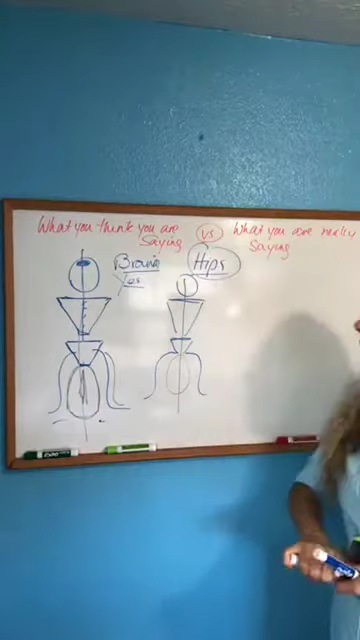 What you think you are
Saying
VS
What you are really
Saying
Hips
EXPO